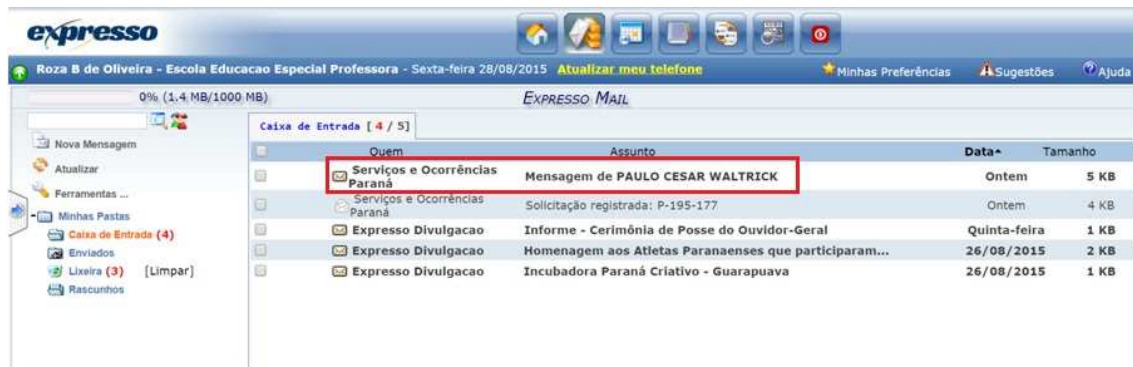 expresso
Roza B de Oliveira - Escola Educacao Especial Professora - Sexta-feira 28/08/2015 Atualizar meu telefone Minhas Preferências Sugestões Ajuda
0% (1.4 MB/1000 MB) EXPRESSO MAIL
Caixa de Entrada [ 4 / 5]
Nova Mensagem
Atualizar
Ferramentas ...
Minhas Pastas
Caixa de Entrada (4)
Enviados
Lixeira (3) [Limpar]
Rascunhos
Quem Assunto Data Tamanho
Serviços e Ocorrências Paraná Mensagem de PAULO CESAR WALTRICK Ontem 5 KB
Serviços e Ocorrências Paraná Solicitação registrada: P-195-177 Ontem 4 KB
Expresso Divulgacao Informe - Cerimônia de Posse do Ouvidor-Geral Quinta-feira 1 KB
Expresso Divulgacao Homenagem aos Atletas Paranaenses que participaram... 26/08/2015 2 KB
Expresso Divulgacao Incubadora Paraná Criativo - Guarapuava 26/08/2015 1 KB